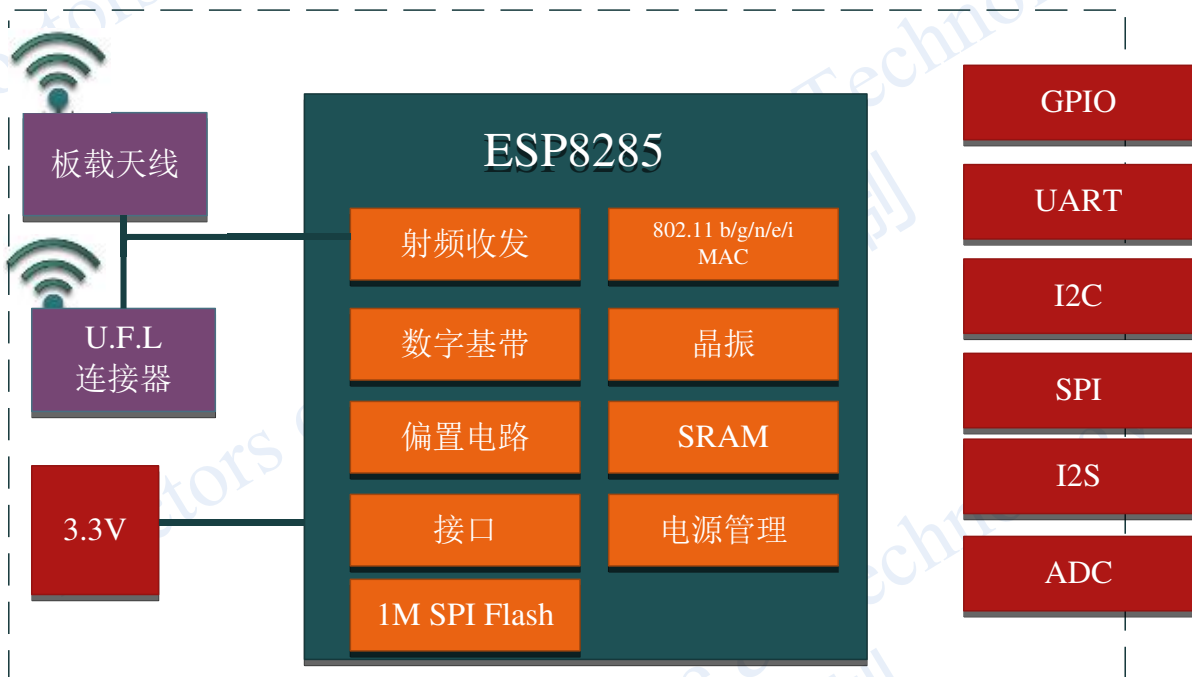 板载天线
U.F.L
连接器
3.3V
ESP8285
射频收发
802.11 b/g/n/e/i
MAC
数字基带
晶振
偏置电路
SRAM
接口
电源管理
1M SPI Flash
GPIO
UART
I2C
SPI
I2S
ADC